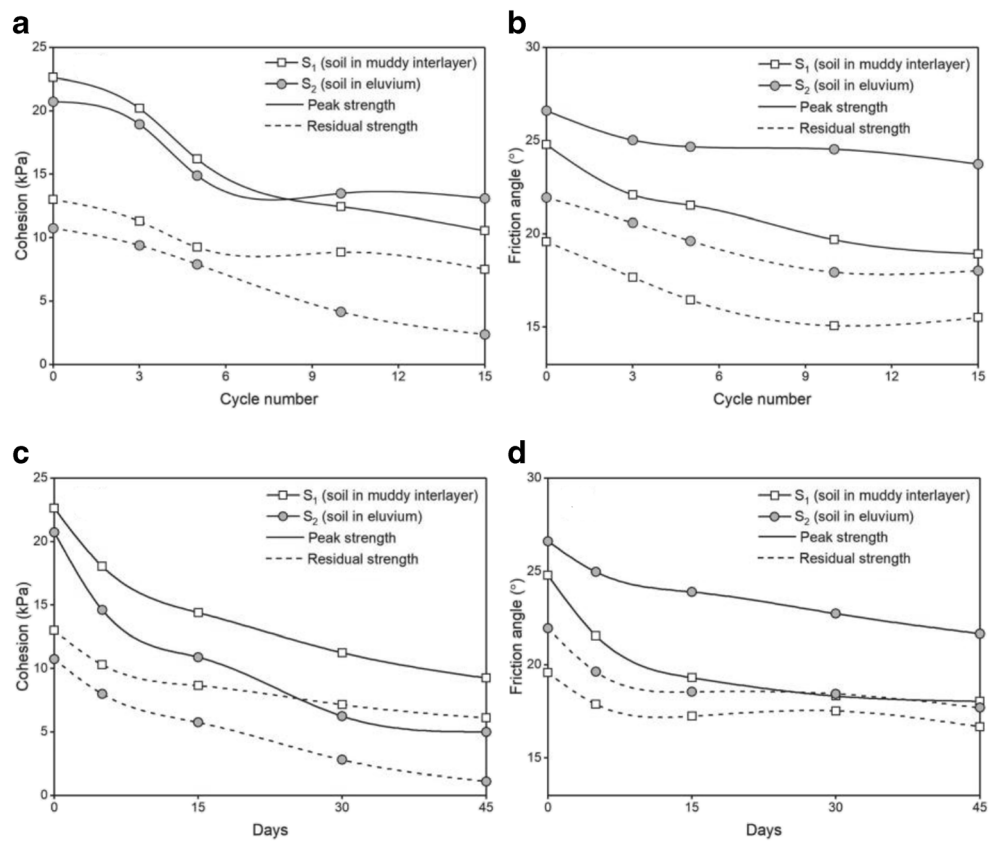 a
25
20
15
10
5
0
Cohesion (kPa)
S1 (soil in muddy interlayer)
S2 (soil in eluvium)
Peak strength
Residual strength
0 3 6 9 12 15
Cycle number
b
30
25
20
15
Friction angle (°)
S1 (soil in muddy interlayer)
S2 (soil in eluvium)
Peak strength
Residual strength
0 3 6 9 12 15
Cycle number
c
25
20
15
10
5
0
Cohesion (kPa)
S1 (soil in muddy interlayer)
S2 (soil in eluvium)
Peak strength
Residual strength
0 15 30 45
Days
d
30
25
20
15
Friction angle (°)
S1 (soil in muddy interlayer)
S2 (soil in eluvium)
Peak strength
Residual strength
0 15 30 45
Days